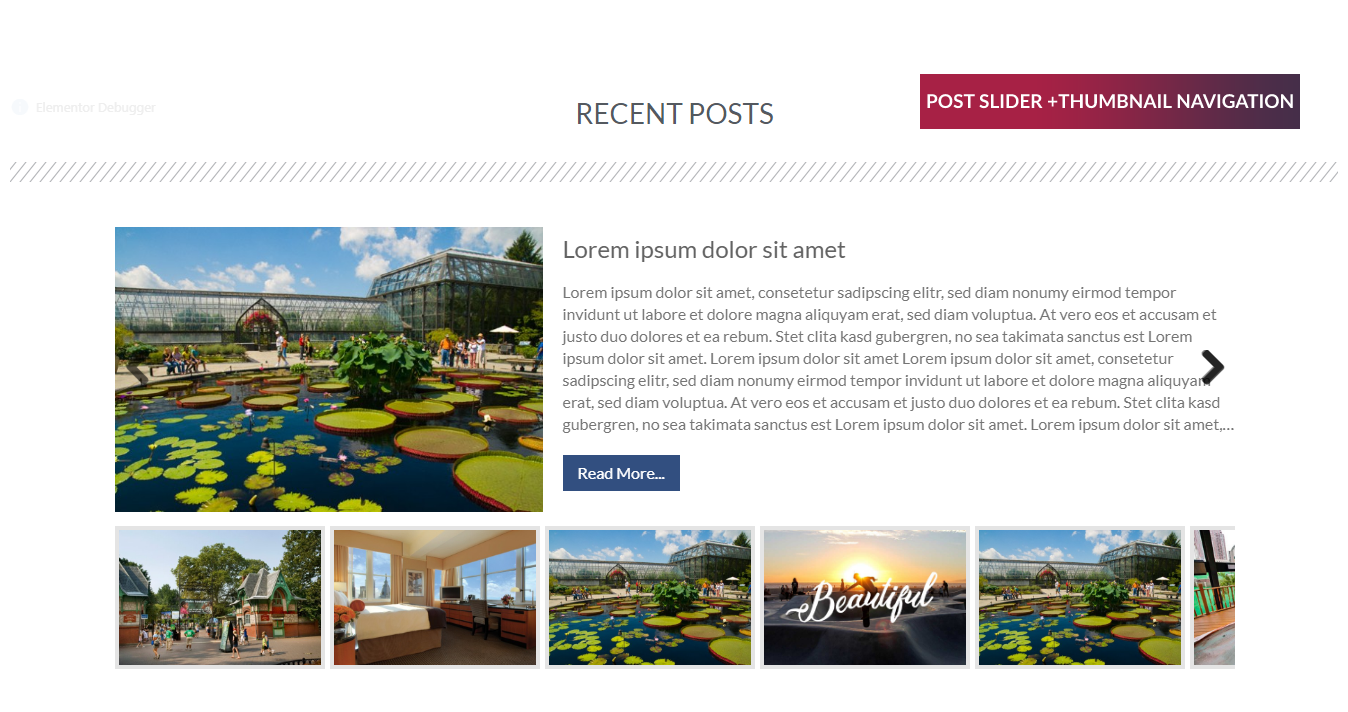 Elementor Debugger
RECENT POSTS
POST SLIDER +THUMBNAIL NAVIGATION
Lorem ipsum dolor sit amet
Lorem ipsum dolor sit amet, consetetur sadipscing elitr, sed diam nonumy eirmod tempor
invidunt ut labore et dolore magna aliquyam erat, sed diam voluptua. At vero eos et accusam et
justo duo dolores et ea rebum. Stet clita kasd gubergren, no sea takimata sanctus est Lorem
ipsum dolor sit amet. Lorem ipsum dolor sit amet Lorem ipsum dolor sit amet, consetetur
sadipscing elitr, sed diam nonumy eirmod tempor invidunt ut labore et dolore magna aliquyam
erat, sed diam voluptua. At vero eos et accusam et justo duo dolores et ea rebum. Stet clita kasd
gubergren, no sea takimata sanctus est Lorem ipsum dolor sit amet. Lorem ipsum dolor sit amet,...
Read More...
Beautiful